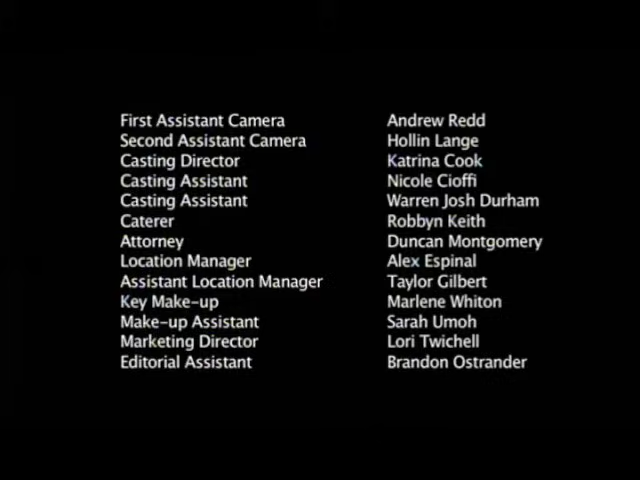 First Assistant Camera Andrew Redd
Second Assistant Camera Hollin Lange
Casting Director Katrina Cook
Casting Assistant Nicole Cioffi
Casting Assistant Warren Josh Durham
Caterer Robbyn Keith
Attorney Duncan Montgomery
Location Manager Alex Espinal
Assistant Location Manager Taylor Gilbert
Key Make-up Marlene Whiton
Make-up Assistant Sarah Umoh
Marketing Director Lori Twichell
Editorial Assistant Brandon Ostrander